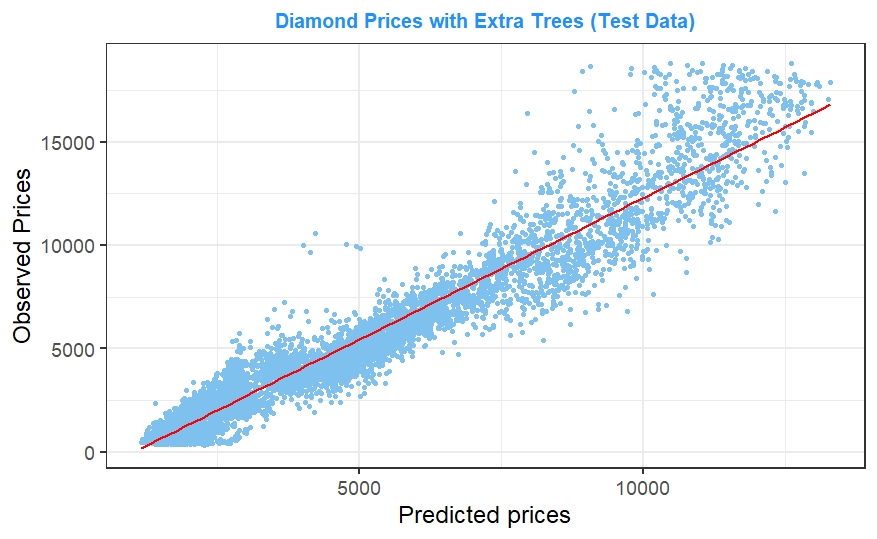 Diamond Prices with Extra Trees (Test Data)
Observed Prices
15000
10000
5000
0
5000
10000
Predicted prices